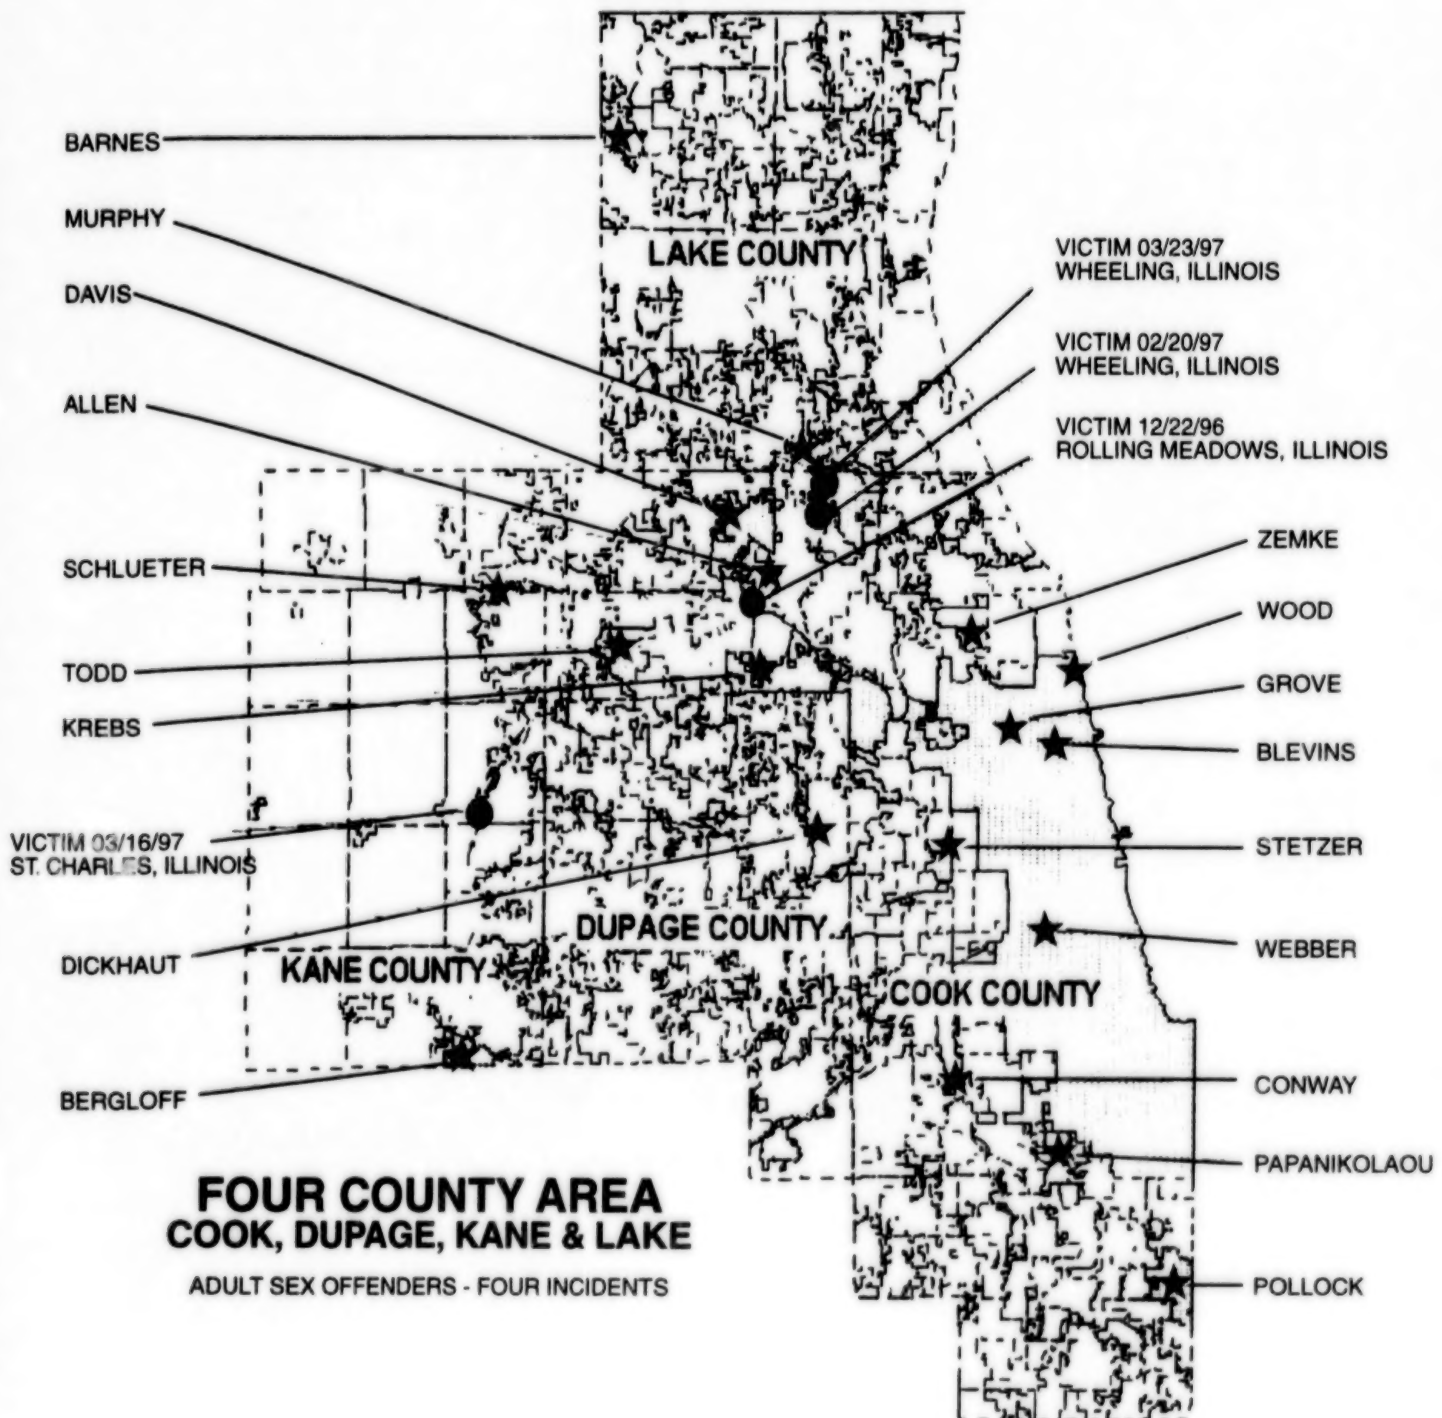 BARNES
MURPHY
DAVIS
ALLEN
SCHLUETER
TODD
KREBS
VICTIM 03/16/97
ST. CHARLES, ILLINOIS
DICKHAUT
BERGLOFF
LAKE COUNTY
DUPAGE COUNTY
KANE COUNTY
COOK COUNTY
VICTIM 03/23/97
WHEELING, ILLINOIS
VICTIM 02/20/97
WHEELING, ILLINOIS
VICTIM 12/22/96
ROLLING MEADOWS, ILLINOIS
ZEMKE
WOOD
GROVE
BLEVINS
STETZER
WEBBER
CONWAY
PAPANIKOLAOU
POLLOCK
FOUR COUNTY AREA
COOK, DUPAGE, KANE & LAKE
ADULT SEX OFFENDERS - FOUR INCIDENTS